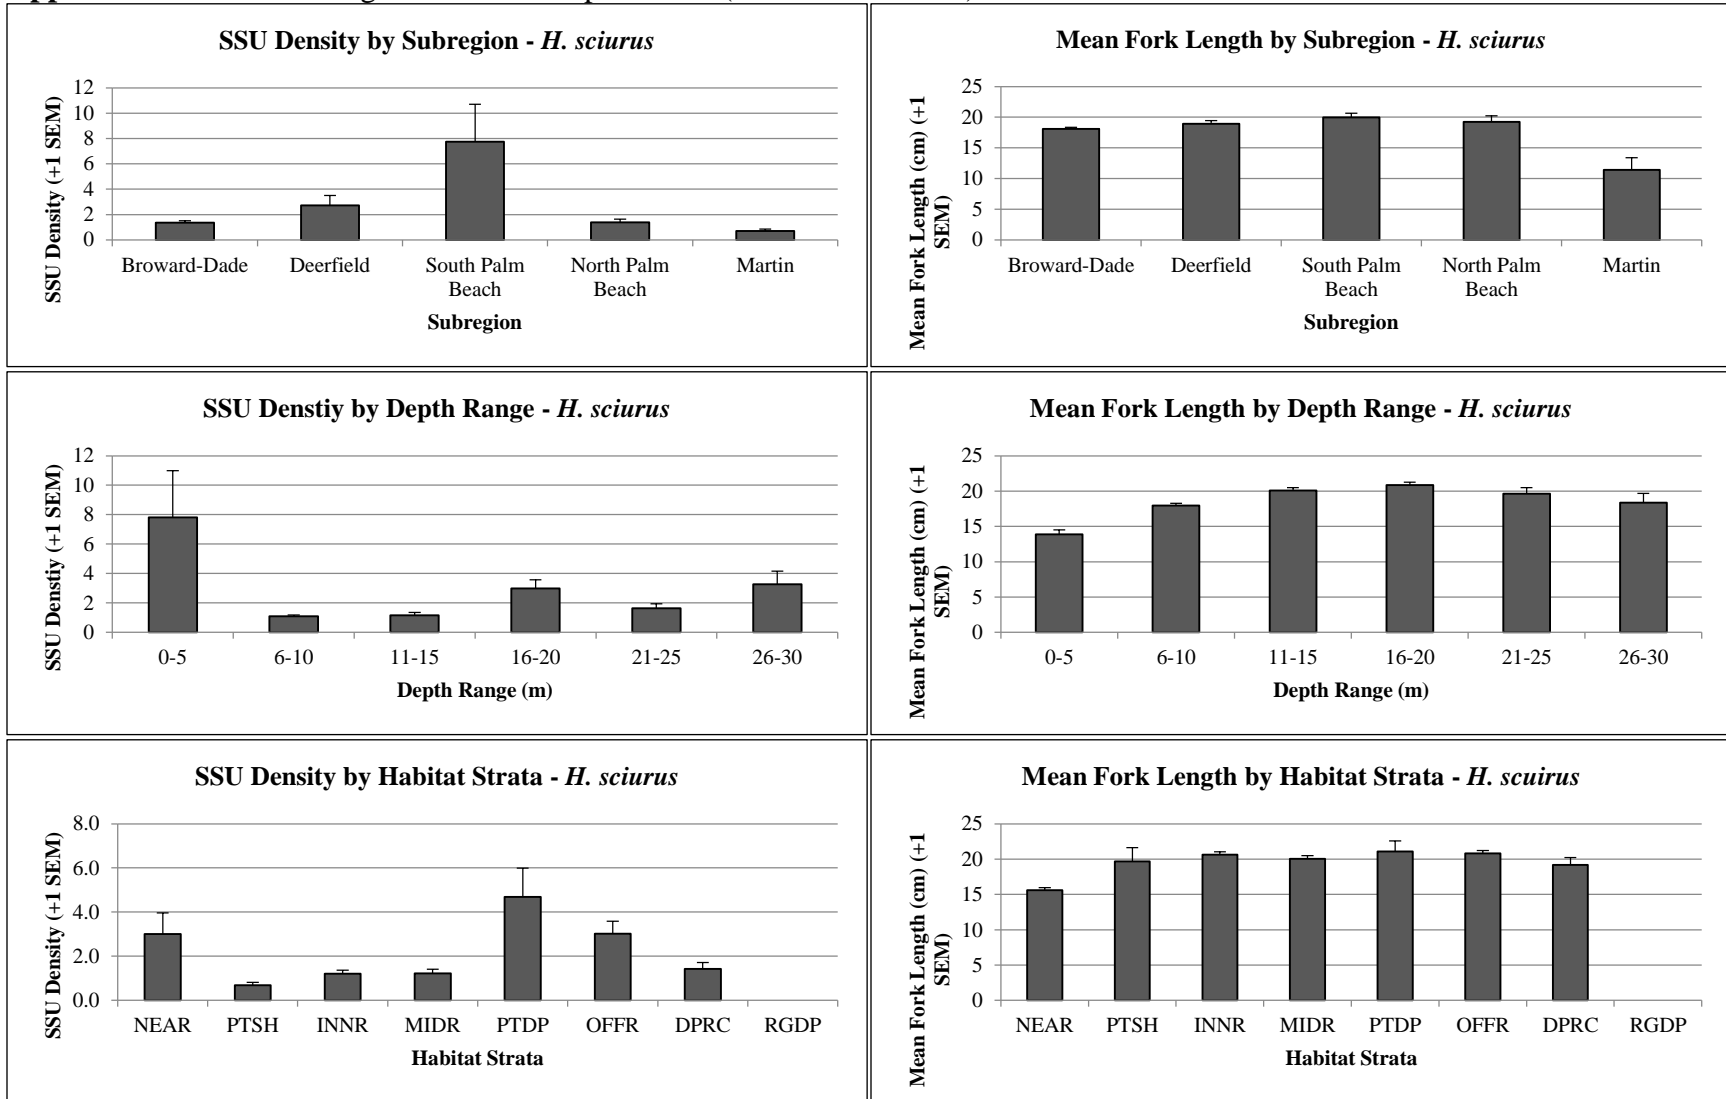 SSU Density by Subregion - H. sciurus
SSU Density (+1 SEM)
12
10
8
6
4
2
0
Broward-Dade Deerfield South Palm Beach North Palm Beach Martin
Subregion
Mean Fork Length by Subregion - H. sciurus
Mean Fork Length (cm) (+1 SEM)
25
20
15
10
5
0
Broward-Dade Deerfield South Palm Beach North Palm Beach Martin
Subregion
SSU Denstiy by Depth Range - H. sciurus
SSU Density (+1 SEM)
12
10
8
6
4
2
0
0-5 6-10 11-15 16-20 21-25 26-30
Depth Range (m)
Mean Fork Length by Depth Range - H. sciurus
Mean Fork Length (cm) (+1 SEM)
25
20
15
10
5
0
0-5 6-10 11-15 16-20 21-25 26-30
Depth Range (m)
SSU Density by Habitat Strata - H. sciurus
SSU Density (+1 SEM)
8.0
6.0
4.0
2.0
0.0
NEAR PTSH INNR MIDR PTDP OFFR DPRC RGDP
Habitat Strata
Mean Fork Length by Habitat Strata - H. scuirus
Mean Fork Length (cm) (+1 SEM)
25
20
15
10
5
0
NEAR PTSH INNR MIDR PTDP OFFR DPRC RGDP
Habitat Strata